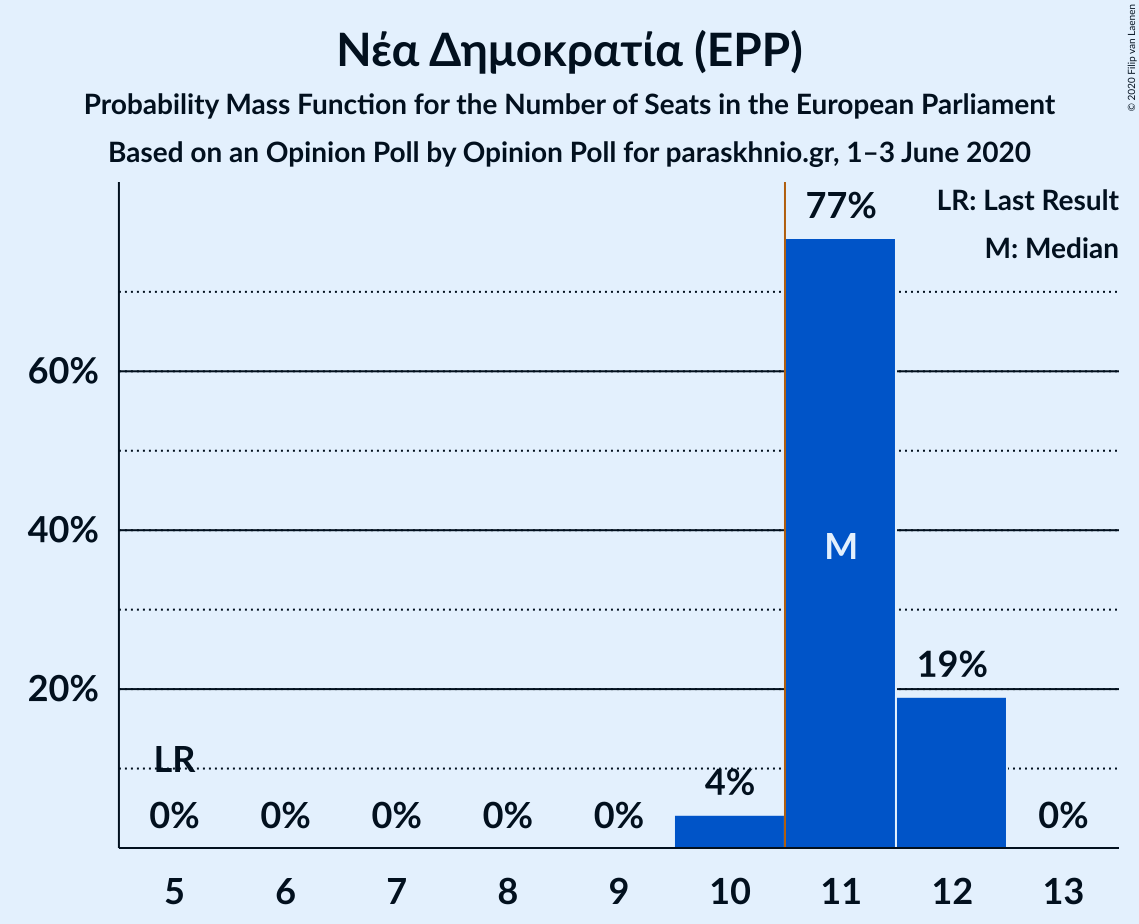 Νέα Δημοκρατία (EPP)
Probability Mass Function for the Number of Seats in the European Parliament
Based on an Opinion Poll by Opinion Poll for paraskhnio.gr, 1–3 June 2020
© 2020 Filip van Laenen
LR: Last Result
M: Median
77%
60%
40%
M
20%
19%
LR
4%
0% 0% 0% 0% 0% 0%
5 6 7 8 9 10 11 12 13